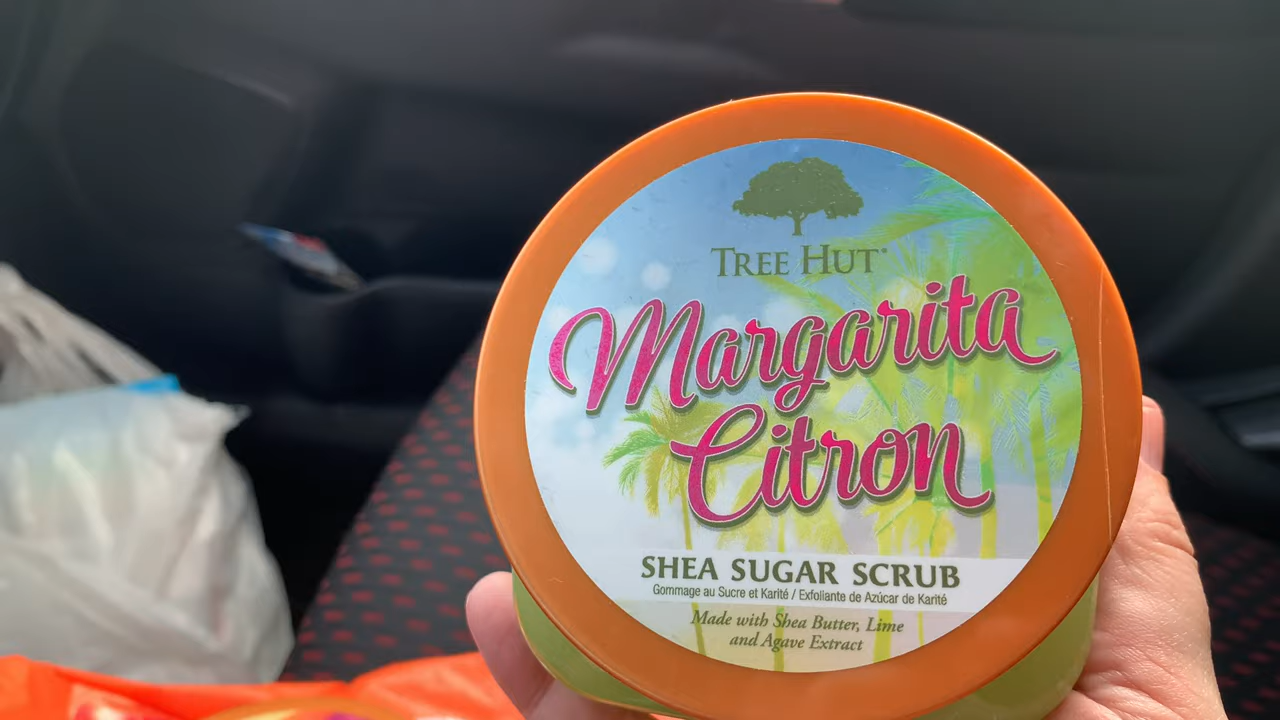 TREE HUT®
Margarita
Citron
SHEA SUGAR SCRUB
Gommage au Sucre et Karité / Exfoliante de Azúcar de Karité
Made with Shea Butter, Lime
and Agave Extract